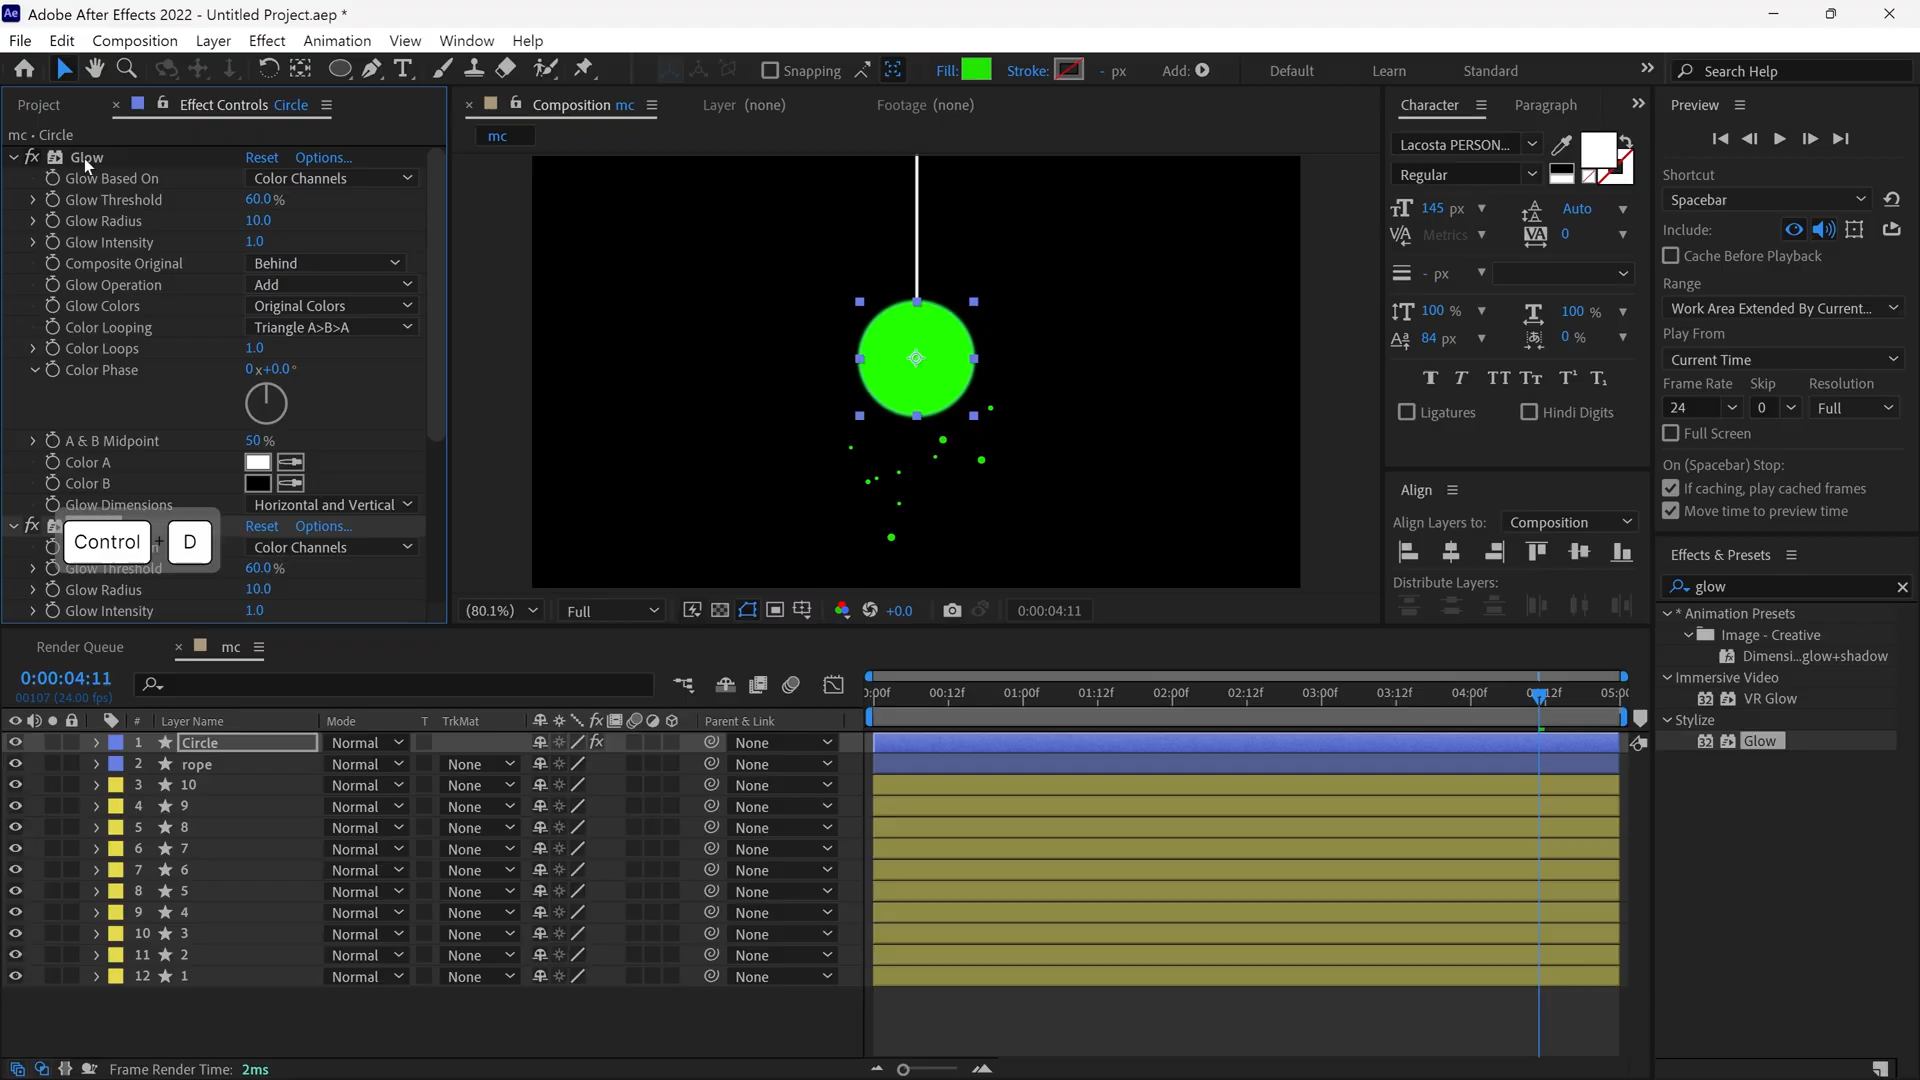 Ae Adobe After Effects 2022 - Untitled Project.aep *
File Edit Composition Layer Effect Animation View Window Help
Snapping Fill: Stroke: - px Add: Default Learn Standard Search Help
Project Effect Controls Circle
mc • Circle
fx Glow Reset Options...
Glow Based On Color Channels
Glow Threshold 60.0 %
Glow Radius 10.0
Glow Intensity 1.0
Composite Original Behind
Glow Operation Add
Glow Colors Original Colors
Color Looping Triangle A>B>A
Color Loops 1.0
Color Phase 0 x+0.0 °
A & B Midpoint 50 %
Color A
Color B
Glow Dimensions Horizontal and Vertical
fx Reset Options...
Control + D
Color Channels
Glow Threshold 60.0 %
Glow Radius 10.0
Glow Intensity 1.0
Composition mc Layer (none) Footage (none)
mc
(80.1%) Full +0.0 0:00:04:11
Character Paragraph
Lacosta PERSON...
Regular
145 px Auto
Metrics 0
- px
100 % 100 %
84 px 0 %
T T TT Tт T¹ T₁
Ligatures Hindi Digits
Align
Align Layers to: Composition
Distribute Layers:
Preview
Shortcut
Spacebar
Include:
Cache Before Playback
Range
Work Area Extended By Current...
Play From
Current Time
Frame Rate Skip Resolution
24 0 Full
Full Screen
On (Spacebar) Stop:
If caching, play cached frames
Move time to preview time
Effects & Presets
glow
* Animation Presets
Image - Creative
Dimensi...glow+shadow
Immersive Video
32 VR Glow
Stylize
32 Glow
Render Queue mc
0:00:04:11
00107 (24.00 fps)
:00f 00:12f 01:00f 01:12f 02:00f 02:12f 03:00f 03:12f 04:00f 05:00
# Layer Name Mode T TrkMat fx Parent & Link
1 Circle Normal fx None
2 rope Normal None None
3 10 Normal None None
4 9 Normal None None
5 8 Normal None None
6 7 Normal None None
7 6 Normal None None
8 5 Normal None None
9 4 Normal None None
10 3 Normal None None
11 2 Normal None None
12 1 Normal None None
Frame Render Time: 2ms